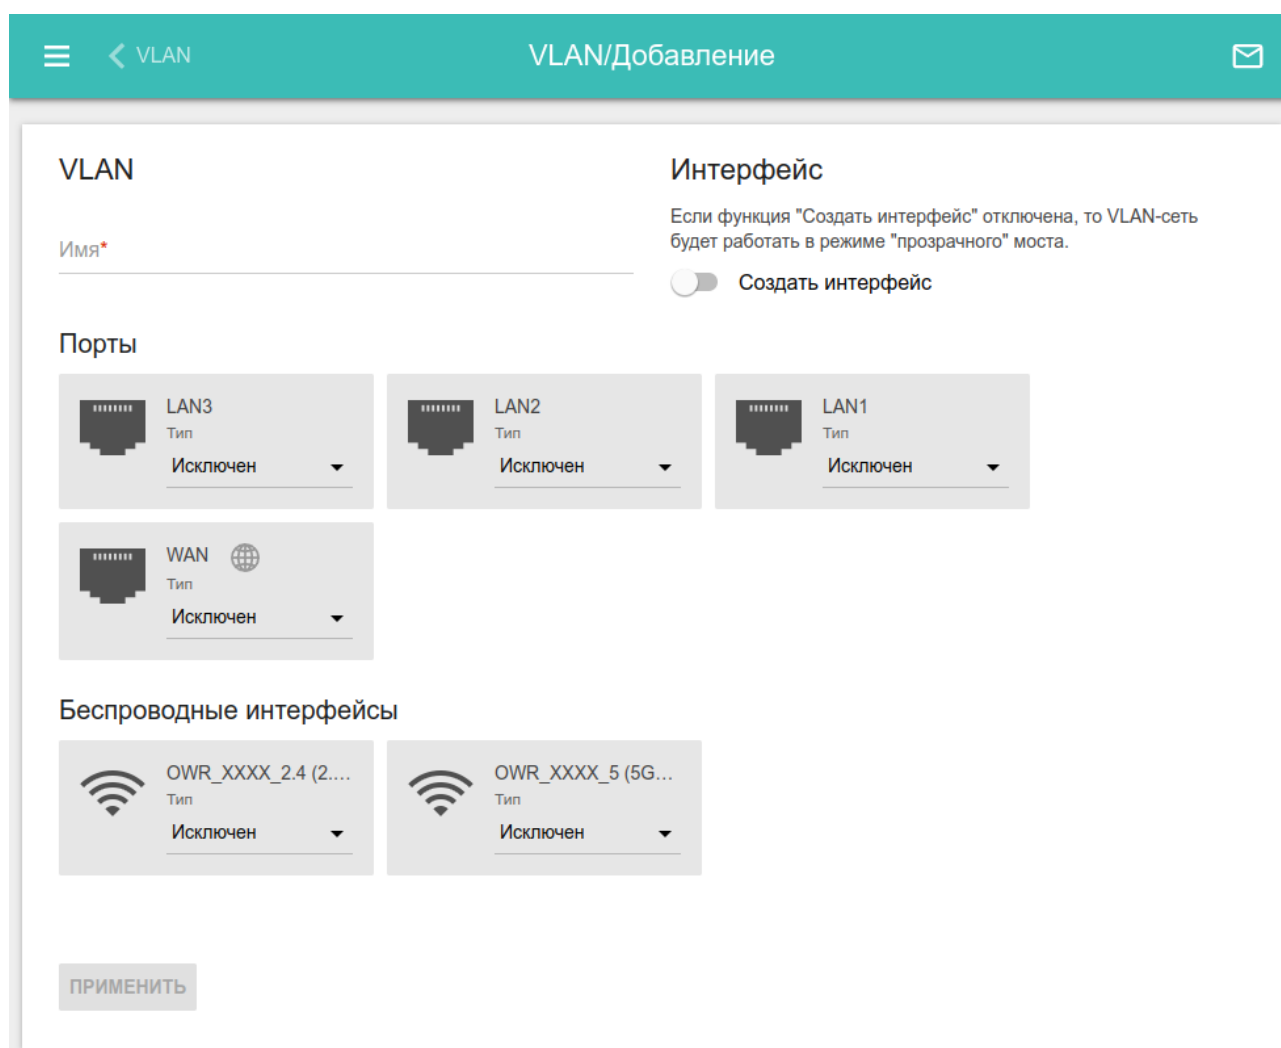 VLAN
VLAN/Добавление
VLAN
Имя*
Интерфейс
Если функция "Создать интерфейс" отключена, то VLAN-сеть
будет работать в режиме "прозрачного" моста.
Создать интерфейс
Порты
LAN3
Тип
Исключен
LAN2
Тип
Исключен
LAN1
Тип
Исключен
WAN
Тип
Исключен
Беспроводные интерфейсы
OWR_XXXX_2.4 (2....
Тип
Исключен
OWR_XXXX_5 (5G...
Тип
Исключен
ПРИМЕНИТЬ